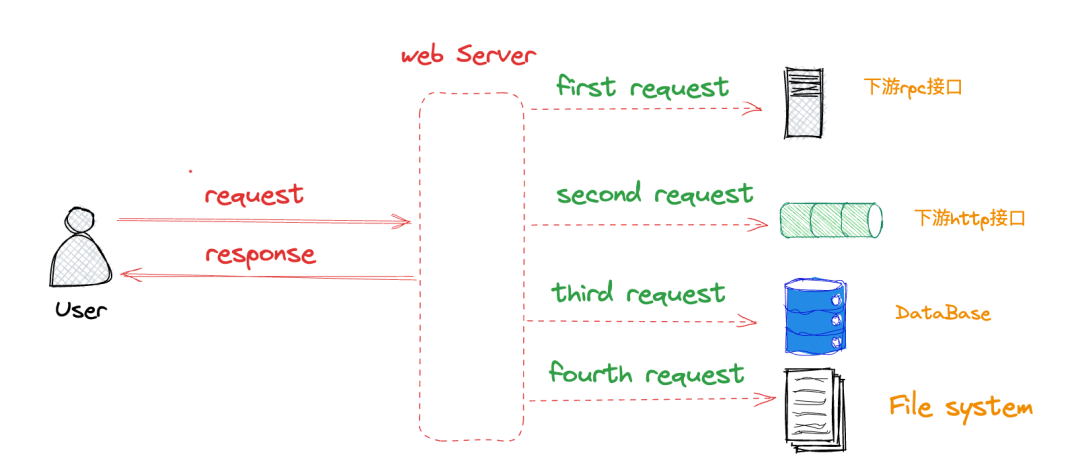 web Server
first request
下游rpc接口
request
second request
下游http接口
response
User
third request
DataBase
fourth request
File system